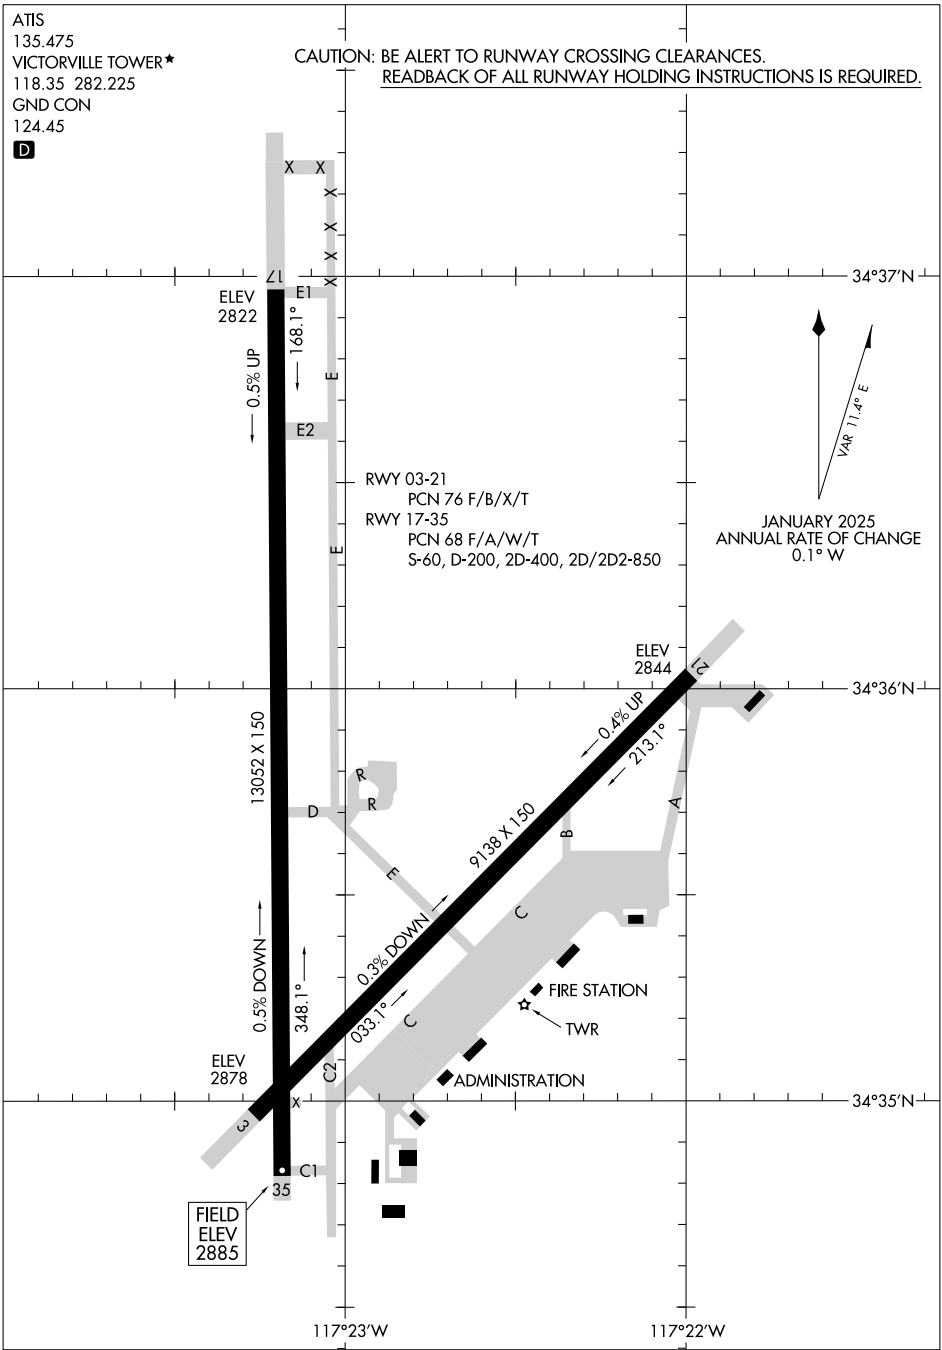 ATIS
135.475
VICTORVILLE TOWER★
118.35 282.225
GND CON
124.45
D
CAUTION: BE ALERT TO RUNWAY CROSSING CLEARANCES.
READBACK OF ALL RUNWAY HOLDING INSTRUCTIONS IS REQUIRED.
X X
X
X
X
X
17
34°37'N
ELEV
2822
E1
168.1°
0.5% UP
E
E2
VAR 11.4° E
RWY 03-21
PCN 76 F/B/X/T
RWY 17-35
PCN 68 F/A/W/T
S-60, D-200, 2D-400, 2D/2D2-850
JANUARY 2025
ANNUAL RATE OF CHANGE
0.1° W
E
ELEV
2844
21
34°36'N
0.4% UP
213.1°
13052 X 150
R
R
D
A
B
9138 X 150
E
C
0.3% DOWN
033.1°
0.5% DOWN
348.1°
FIRE STATION
TWR
C
ELEV
2878
C2
ADMINISTRATION
X
34°35'N
3
C1
35
FIELD
ELEV
2885
117°23'W
117°22'W